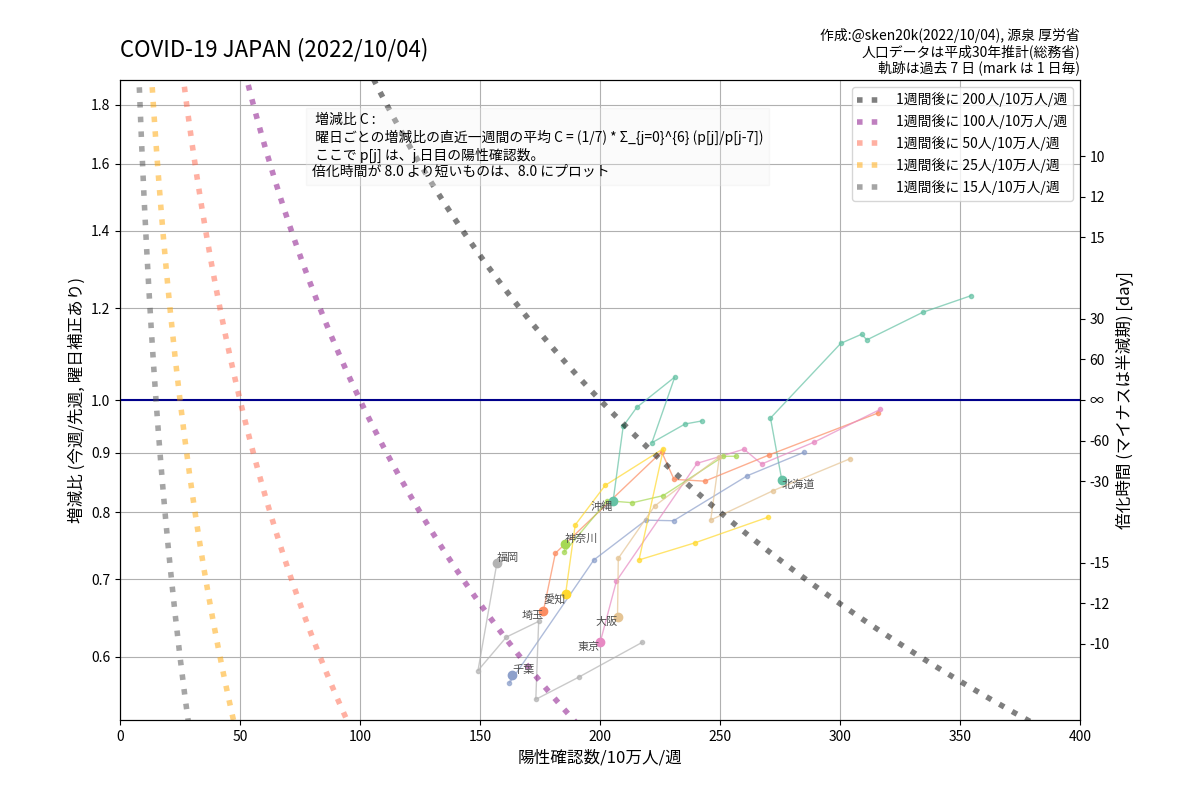 COVID-19 JAPAN (2022/10/04)
作成:@sken20k(2022/10/04), 源泉 厚労省
人口データは平成30年推計(総務省)
軌跡は過去 7 日 (mark は 1 日毎)
増減比 C :
曜日ごとの増減比の直近一週間の平均 C = (1/7) * Σ_{j=0}^{6} (p[j]/p[j-7])
ここで p[j] は、j 日目の陽性確認数。
倍化時間が 8.0 より短いものは、8.0 にプロット
1週間後に 200人/10万人/週
1週間後に 100人/10万人/週
1週間後に 50人/10万人/週
1週間後に 25人/10万人/週
1週間後に 15人/10万人/週
増減比 (今週/先週, 曜日補正あり)
1.8
1.6
1.4
1.2
1.0
0.9
0.8
0.7
0.6
北海道
沖縄
神奈川
福岡
愛知
埼玉
大阪
東京
千葉
10
12
15
30
60
∞
-60
-30
-15
-12
-10
倍化時間 (マイナスは半減期) [day]
0 50 100 150 200 250 300 350 400
陽性確認数/10万人/週